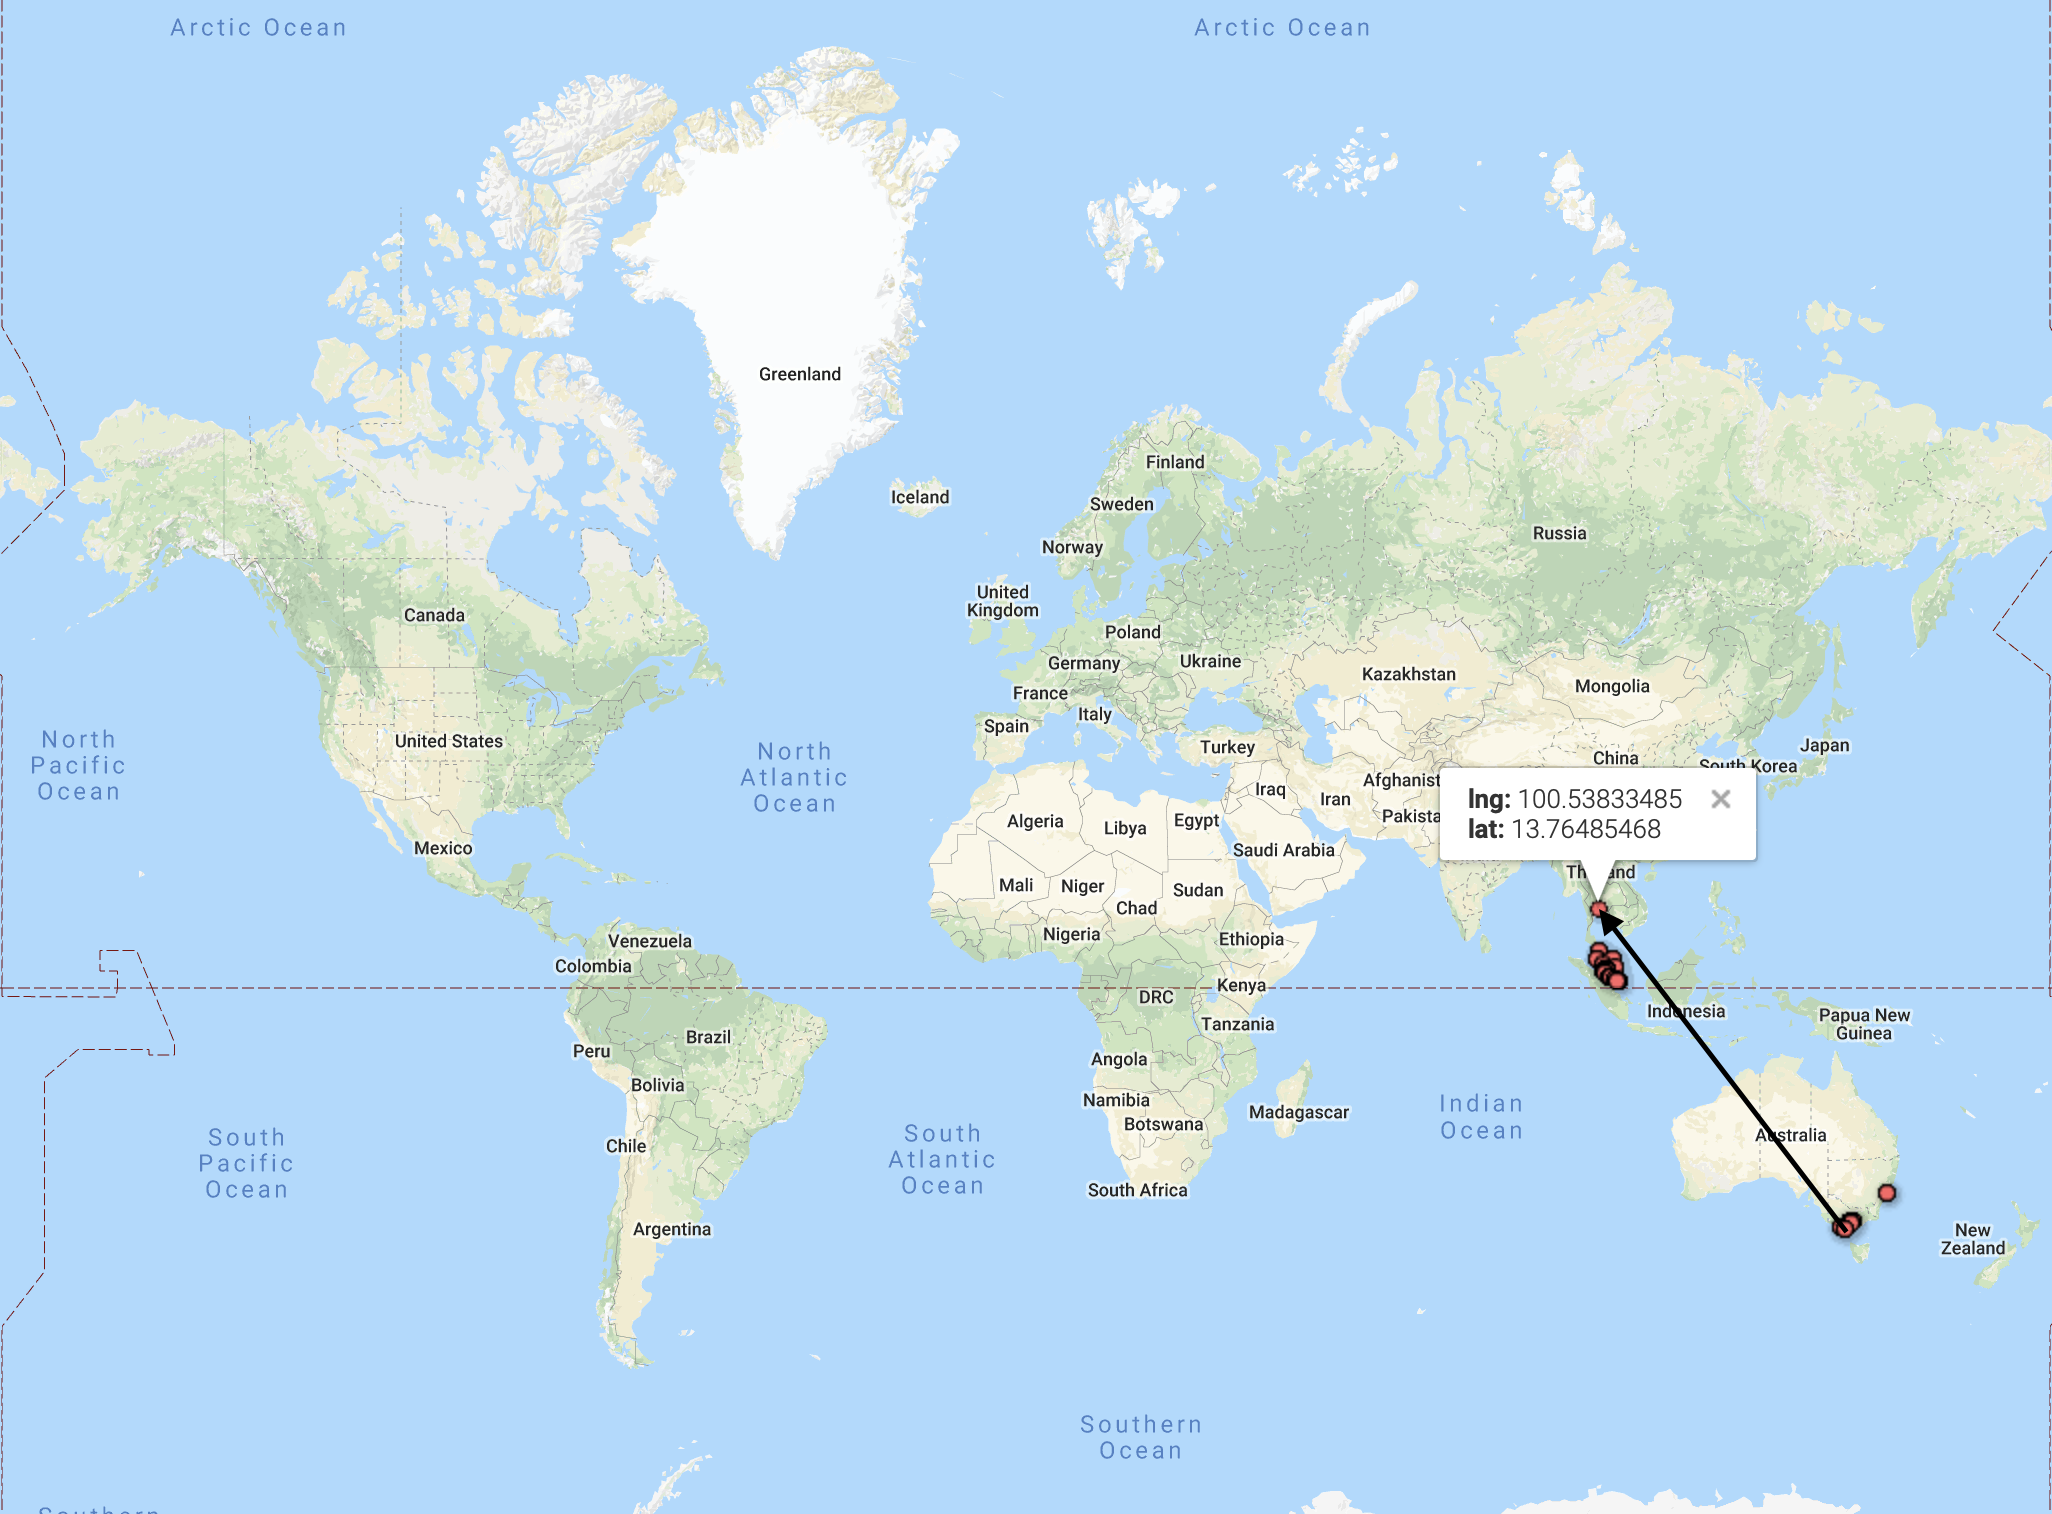 Arctic Ocean
Arctic Ocean
Greenland
Finland
Iceland
Sweden
Russia
Norway
United
Kingdom
Canada
Poland
Germany
Ukraine
Kazakhstan
Mongolia
France
Italy
Spain
North
Pacific
Ocean
United States
North
Atlantic
Ocean
Turkey
Japan
China
South Korea
Afghanist
Iraq
Iran
Pakista
lng: 100.53833485
lat: 13.76485468
Algeria
Libya
Egypt
Mexico
Saudi Arabia
Th and
Mali
Niger
Sudan
Chad
Nigeria
Ethiopia
Venezuela
Colombia
Kenya
DRC
Indonesia
Papua New
Guinea
Tanzania
Brazil
Peru
Angola
Bolivia
Namibia
Madagascar
Indian
Ocean
Botswana
Australia
South
Pacific
Ocean
South
Atlantic
Ocean
Chile
South Africa
Argentina
New
Zealand
Southern
Ocean
Southern